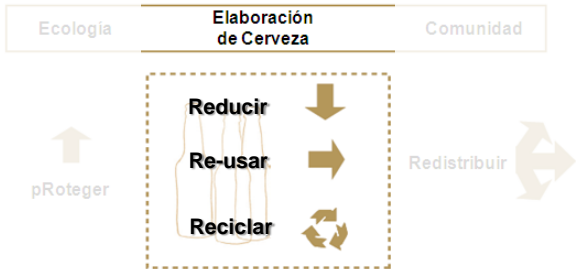 Ecología
Elaboración
de Cerveza
Comunidad
Reducir
Re-usar
Redistribuir
pRoteger
Reciclar